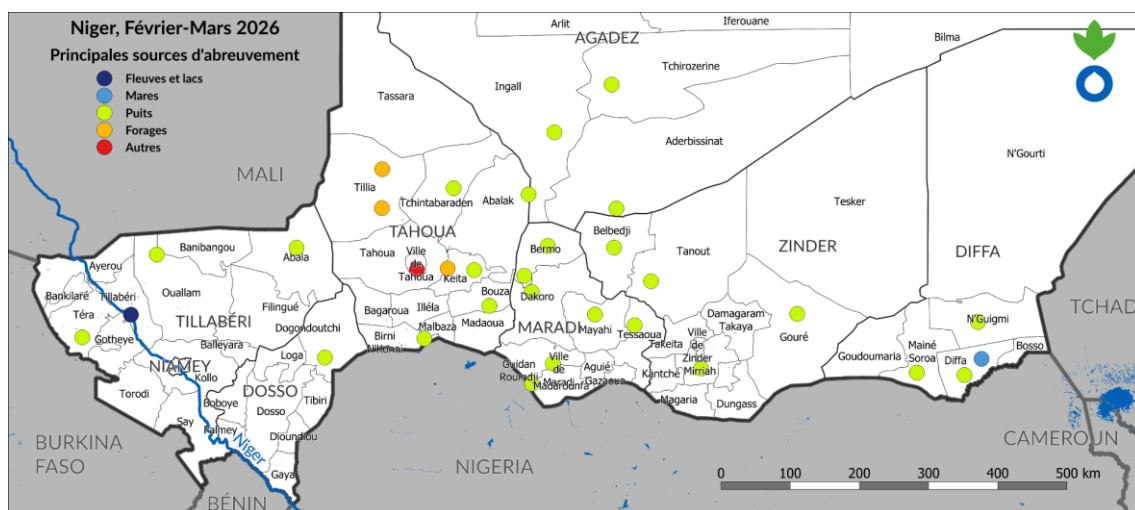 Niger, Février-Mars 2026
Principales sources d'abreuvement
Fleuves et lacs
Mares
Puits
Forages
Autres
Arlit
Iferouane
AGADEZ
Bilma
Tchirozerine
Ingall
Tassara
Aderbissinat
N'Gourti
MALI
Tillia
Tchintabaraden
Abalak
Tesker
Belbedji
Tanout
ZINDER
DIFFA
TAHOUA
Banibangou
Abala
Tahoua
Ville
de
Tahoua
Keita
Bermo
Ayerou
Ouallam
Bankilaré
Tillabéri
Téra
Filingué
Bouza
Dakoro
Gotheye
TILLABÉRI
Bagaroua
Illéla
Madaoua
MARADI
Mayahi
Tessaoua
Damagaram
Takaya
Gouré
N'Guigmi
TCHAD
Dogondoutchi
Malbaza
Birni
Nikonni
Balleyara
NIAMEY
Kollo
Loga
Guidan
Roumdji
Ville
de
Maradi
Madarounfa
Aguié
Gazaoua
Takeita
Ville
de
Zinder
Mirriah
Kantché
Magaria
Dungass
Goudoumaria
Mainé
Soroa
Diffa
Bosso
Torodi
DOSSO
Boboye
Tibiri
Say
Falmey
Dosso
Dioundiou
Gaya
Niger
BURKINA
FASO
BÉNIN
NIGERIA
CAMEROUN
0 100 200 300 400 500 km